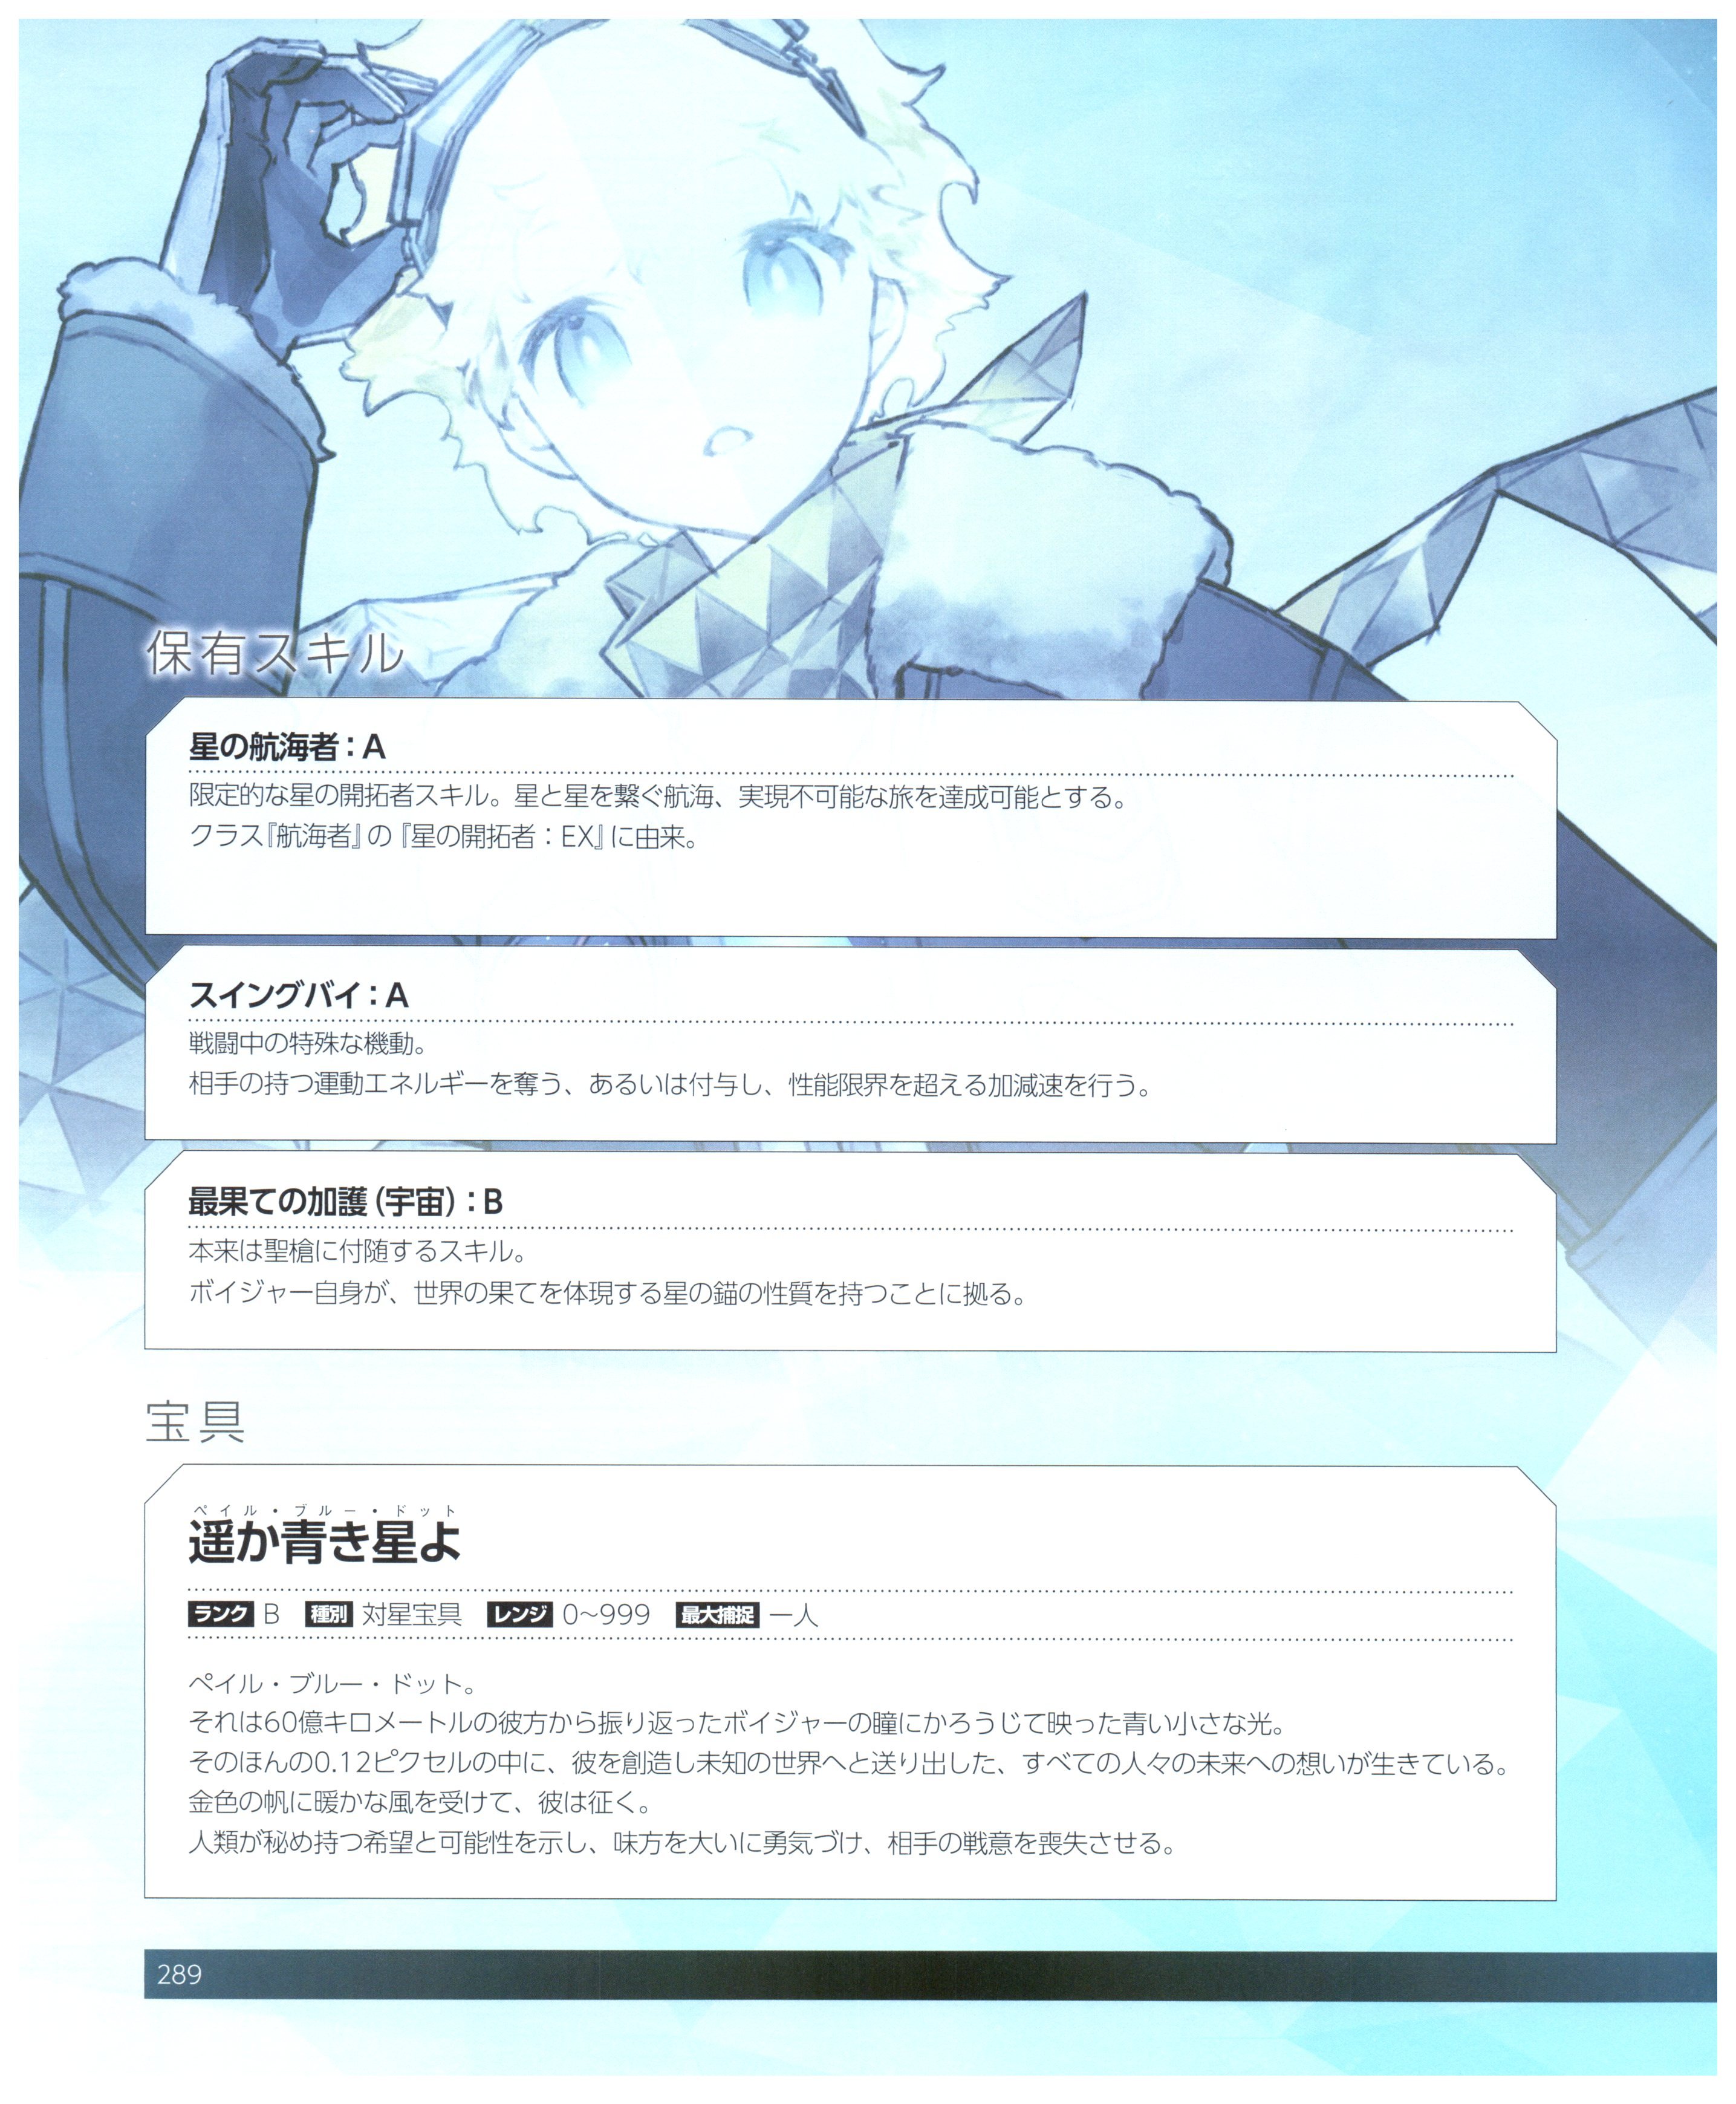 保有スキル
星の航海者：A
限定的な星の開拓者スキル。星と星を繋ぐ航海、実現不可能な旅を達成可能とする。
クラス『航海者』の『星の開拓者：EX』に由来。
スイングバイ：A
戦闘中の特殊な機動。
相手の持つ運動エネルギーを奪う、あるいは付与し、性能限界を超える加減速を行う。
最果ての加護（宇宙）：B
本来は聖槍に付随するスキル。
ボイジャー自身が、世界の果てを体現する星の錨の性質を持つことに拠る。
宝具
ペイル・ブルー・ドット
遥か青き星よ
ランク B 種別 対星宝具 レンジ 0~999 最大捕捉 一人
ペイル・ブルー・ドット。
それは60億キロメートルの彼方から振り返ったボイジャーの瞳にかろうじて映った青い小さな光。
そのほんの0.12ピクセルの中に、彼を創造し未知の世界へと送り出した、すべての人々の未来への想いが生きている。
金色の帆に暖かな風を受けて、彼は征く。
人類が秘め持つ希望と可能性を示し、味方を大いに勇気づけ、相手の戦意を喪失させる。
289